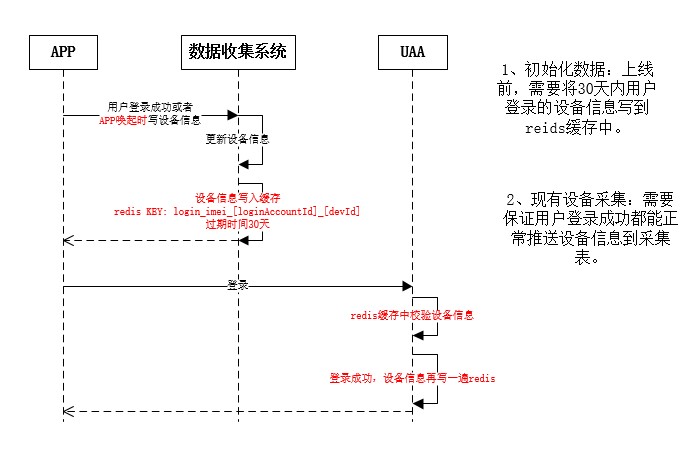 APP
数据收集系统
UAA
用户登录成功或者
APP唤起时写设备信息
更新设备信息
设备信息写入缓存
redis KEY: login_imei_[loginAccountId]_[devId]
过期时间30天
登录
redis缓存中校验设备信息
登录成功，设备信息再写一遍redis
1、初始化数据：上线
前，需要将30天内用户
登录的设备信息写到
reids缓存中。
2、现有设备采集：需要
保证用户登录成功都能正
常推送设备信息到采集
表。